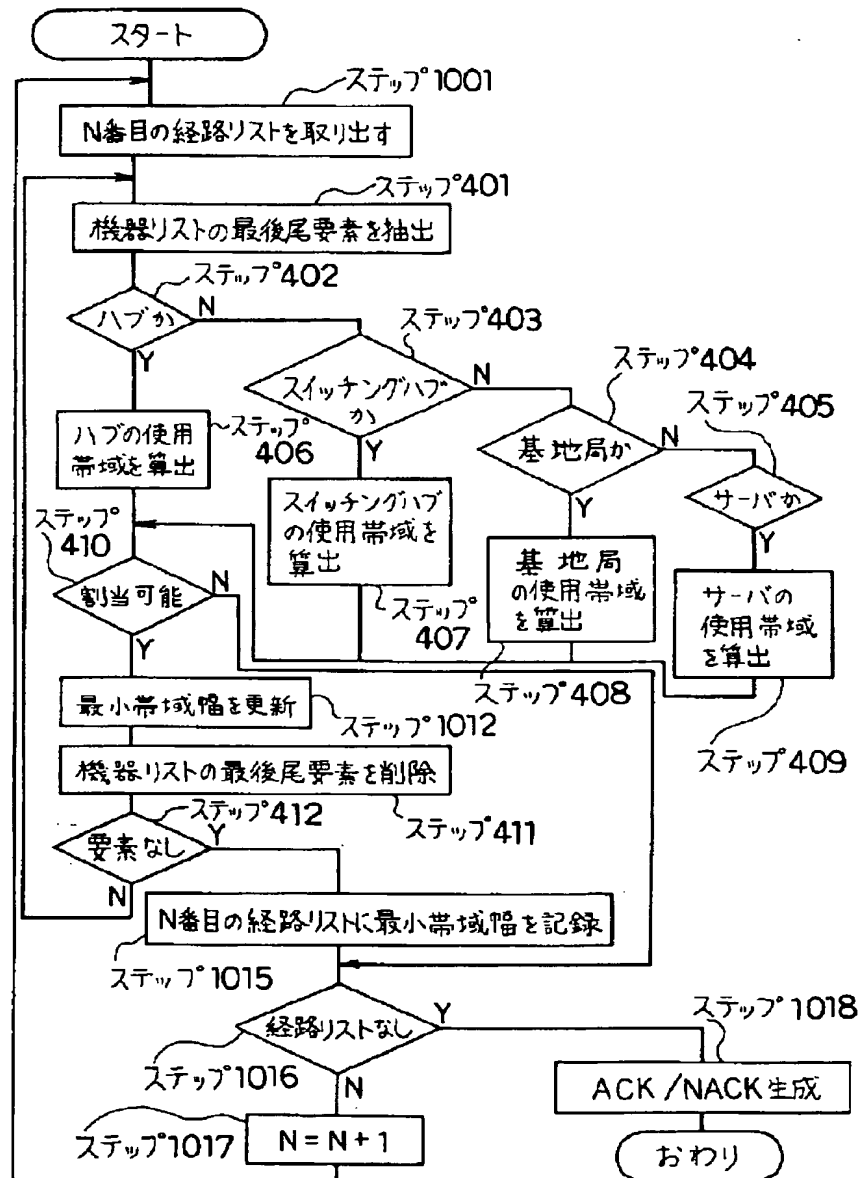 スタート
ステップ1001
N番目の経路リストを取り出す
ステップ401
機器リストの最後尾要素を抽出
ステップ402
ハブか
N
Y
ステップ403
スイッチングハブ
か
N
Y
ステップ404
基地局か
N
Y
ステップ405
サーバか
Y
ハブの使用
帯域を算出
ステップ
406
スイッチングハブ
の使用帯域を
算出
ステップ
407
基地局
の使用帯域
を算出
ステップ408
サーバの
使用帯域
を算出
ステップ409
ステップ
410
割当可能
N
Y
最小帯域幅を更新
ステップ1012
機器リストの最後尾要素を削除
ステップ411
ステップ412
要素なし
Y
N
N番目の経路リストに最小帯域幅を記録
ステップ1015
経路リストなし
Y
N
ステップ1016
ステップ1018
ACK/NACK生成
ステップ1017
N=N+1
おわり